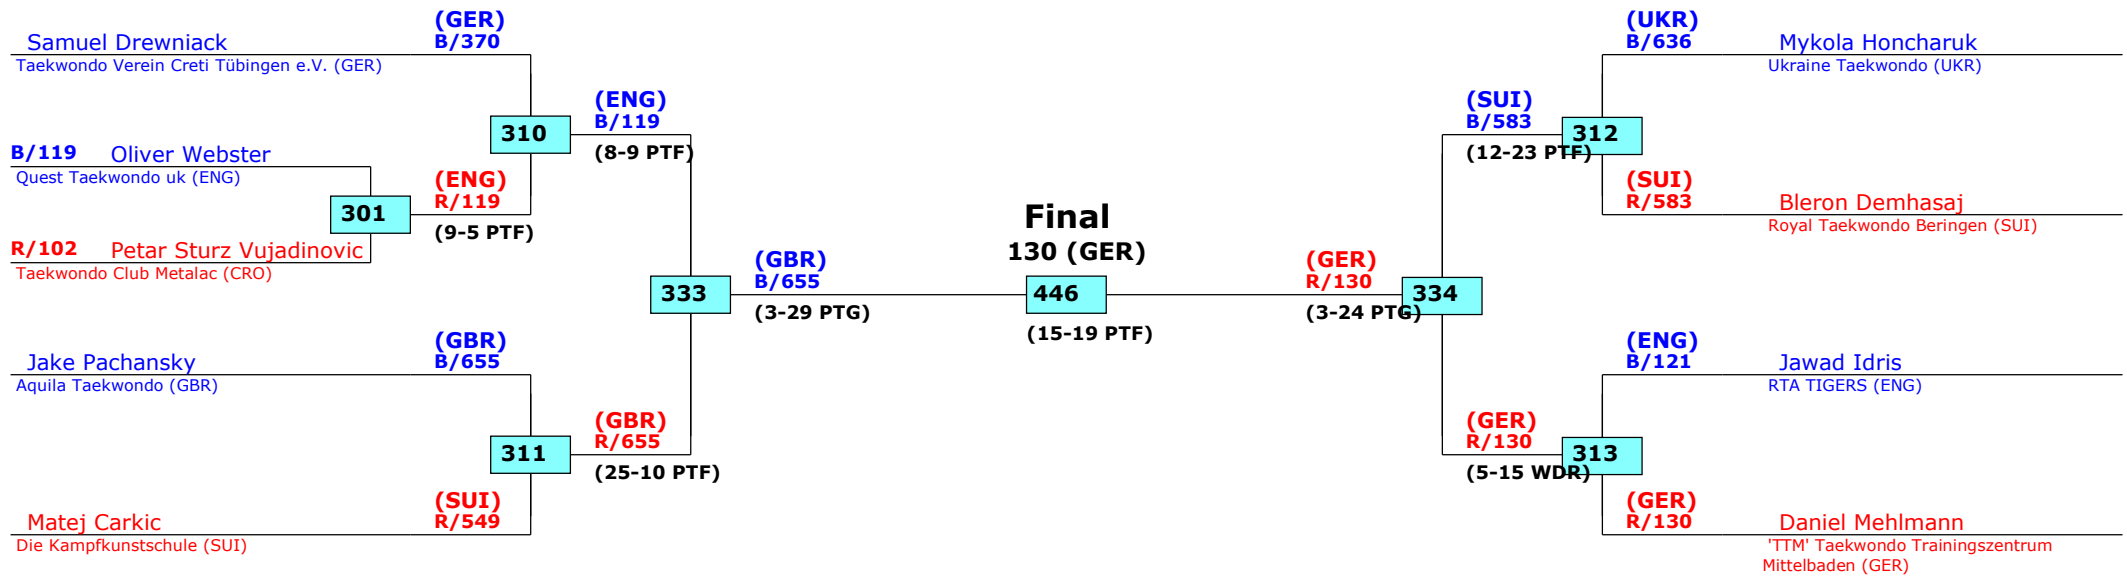 (GER)
B/370
Samuel Drewniack
Taekwondo Verein Creti Tübingen e.V. (GER)
310
(ENG)
B/119
(8-9 PTF)
B/119 Oliver Webster
Quest Taekwondo uk (ENG)
301
(ENG)
R/119
(9-5 PTF)
R/102 Petar Sturz Vujadinovic
Taekwondo Club Metalac (CRO)
333
(GBR)
B/655
(3-29 PTG)
(GBR)
B/655
Jake Pachansky
Aquila Taekwondo (GBR)
311
(GBR)
R/655
(25-10 PTF)
(SUI)
R/549
Matej Carkic
Die Kampfkunstschule (SUI)
Final
130 (GER)
446
(15-19 PTF)
(GER)
R/130
(3-24 PTG)
334
(SUI)
B/583
(12-23 PTF)
312
(UKR)
B/636
Mykola Honcharuk
Ukraine Taekwondo (UKR)
(SUI)
R/583
Bleron Demhasaj
Royal Taekwondo Beringen (SUI)
(ENG)
B/121
Jawad Idris
RTA TIGERS (ENG)
(GER)
R/130
(5-15 WDR)
313
(GER)
R/130
Daniel Mehlmann
'TTM' Taekwondo Trainingszentrum
Mittelbaden (GER)